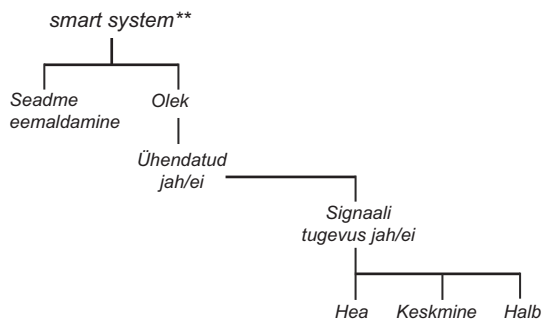 smart system**
Seadme
eemaldamine
Olek
Ühendatud
jah/ei
Signaali
tugevus jah/ei
Hea
Keskmine
Halb